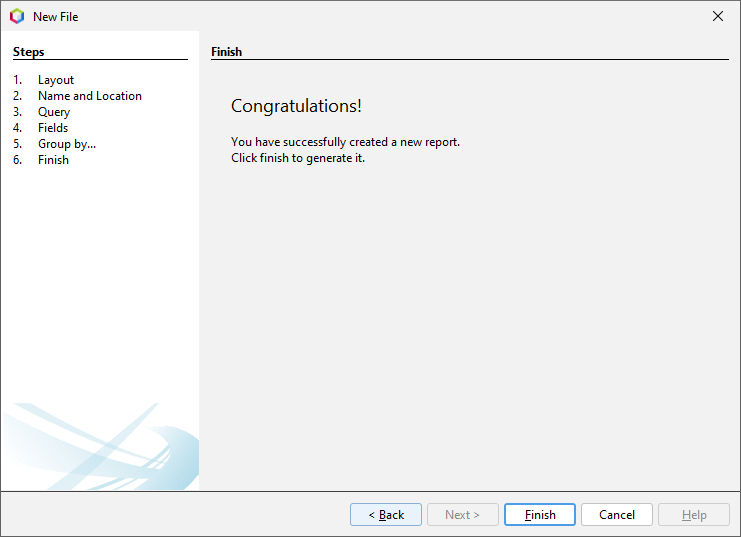 New File
Steps
1. Layout
2. Name and Location
3. Query
4. Fields
5. Group by...
6. Finish
Finish
Congratulations!
You have successfully created a new report.
Click finish to generate it.
< Back
Next >
Finish
Cancel
Help